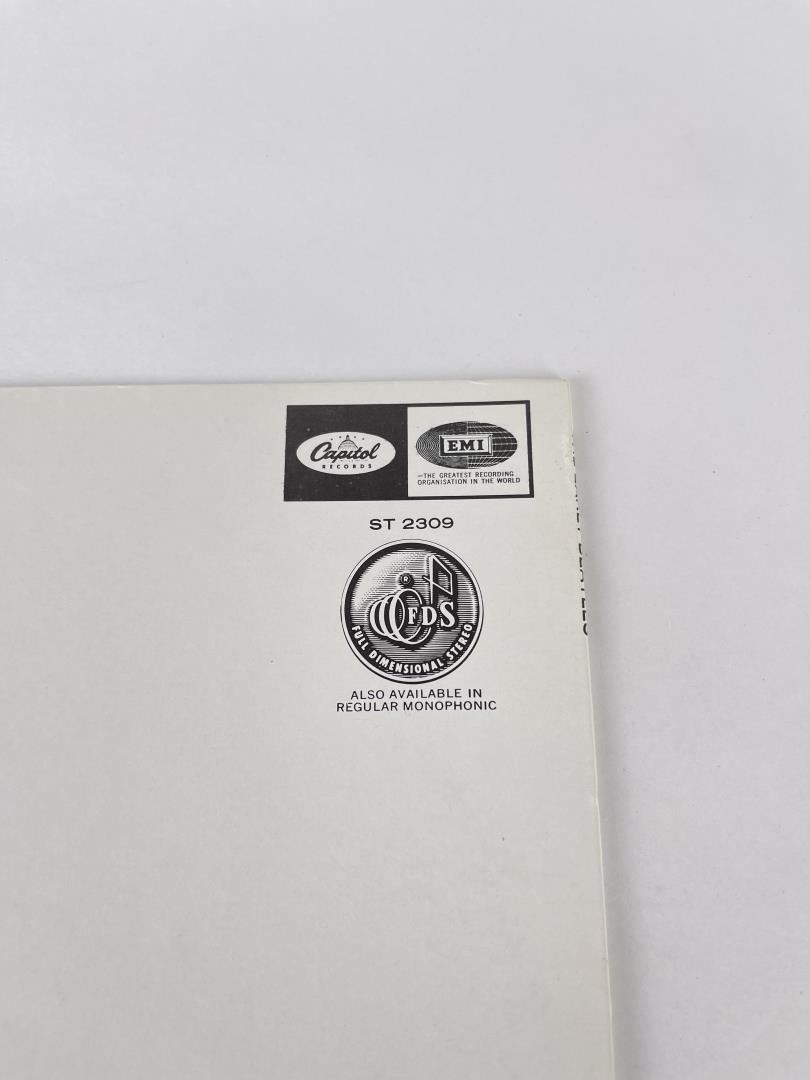 Capitol
RECORDS
EMI
—THE GREATEST RECORDING
ORGANISATION IN THE WORLD
ST 2309
®
FDS
FULL DIMENSIONAL STEREO
ALSO AVAILABLE IN
REGULAR MONOPHONIC